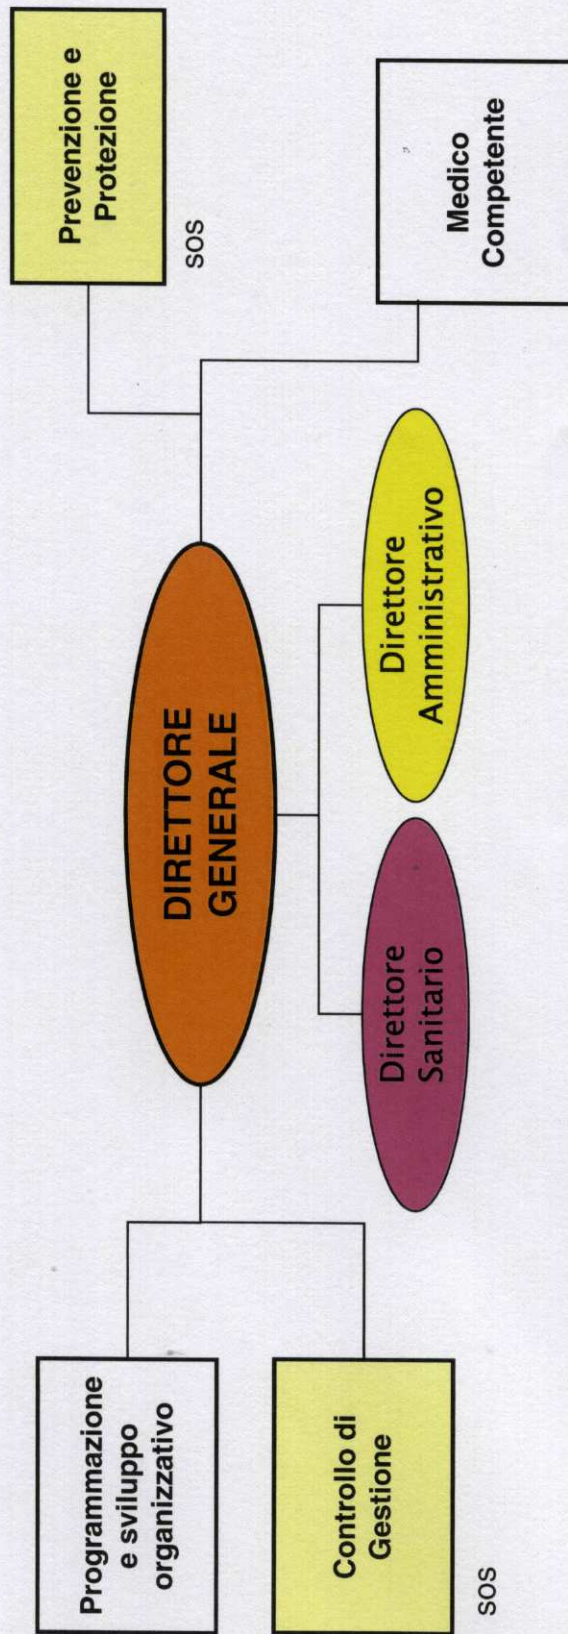 DIRETTORE
GENERALE
Programmazione
e sviluppo
organizzativo
Controllo di
Gestione
SOS
Prevenzione e
Protezione
SOS
Medico
Competente
Direttore
Sanitario
Direttore
Amministrativo